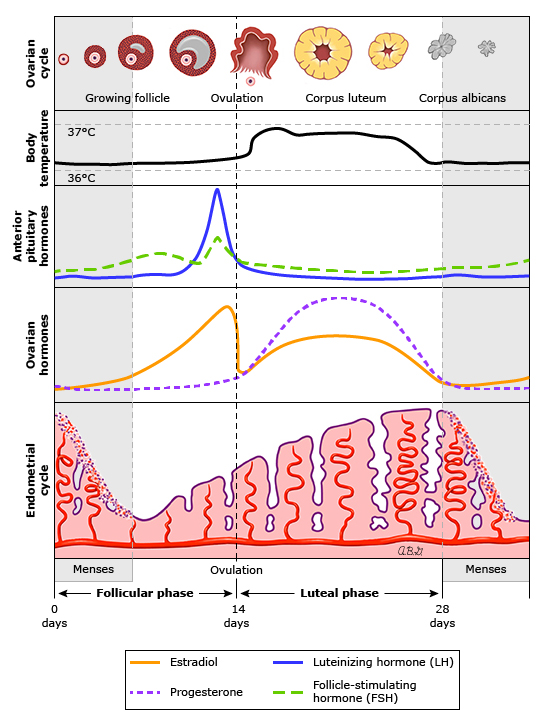 Ovarian
cycle
Growing follicle
Ovulation
Corpus luteum
Corpus albicans
Body
temperature
37°C
36°C
Anterior
pituitary
hormones
Ovarian
hormones
Endometrial
cycle
Menses
Ovulation
Menses
Follicular phase
Luteal phase
0
days
14
days
28
days
Estradiol
Progesterone
Luteinizing hormone (LH)
Follicle-stimulating
hormone (FSH)